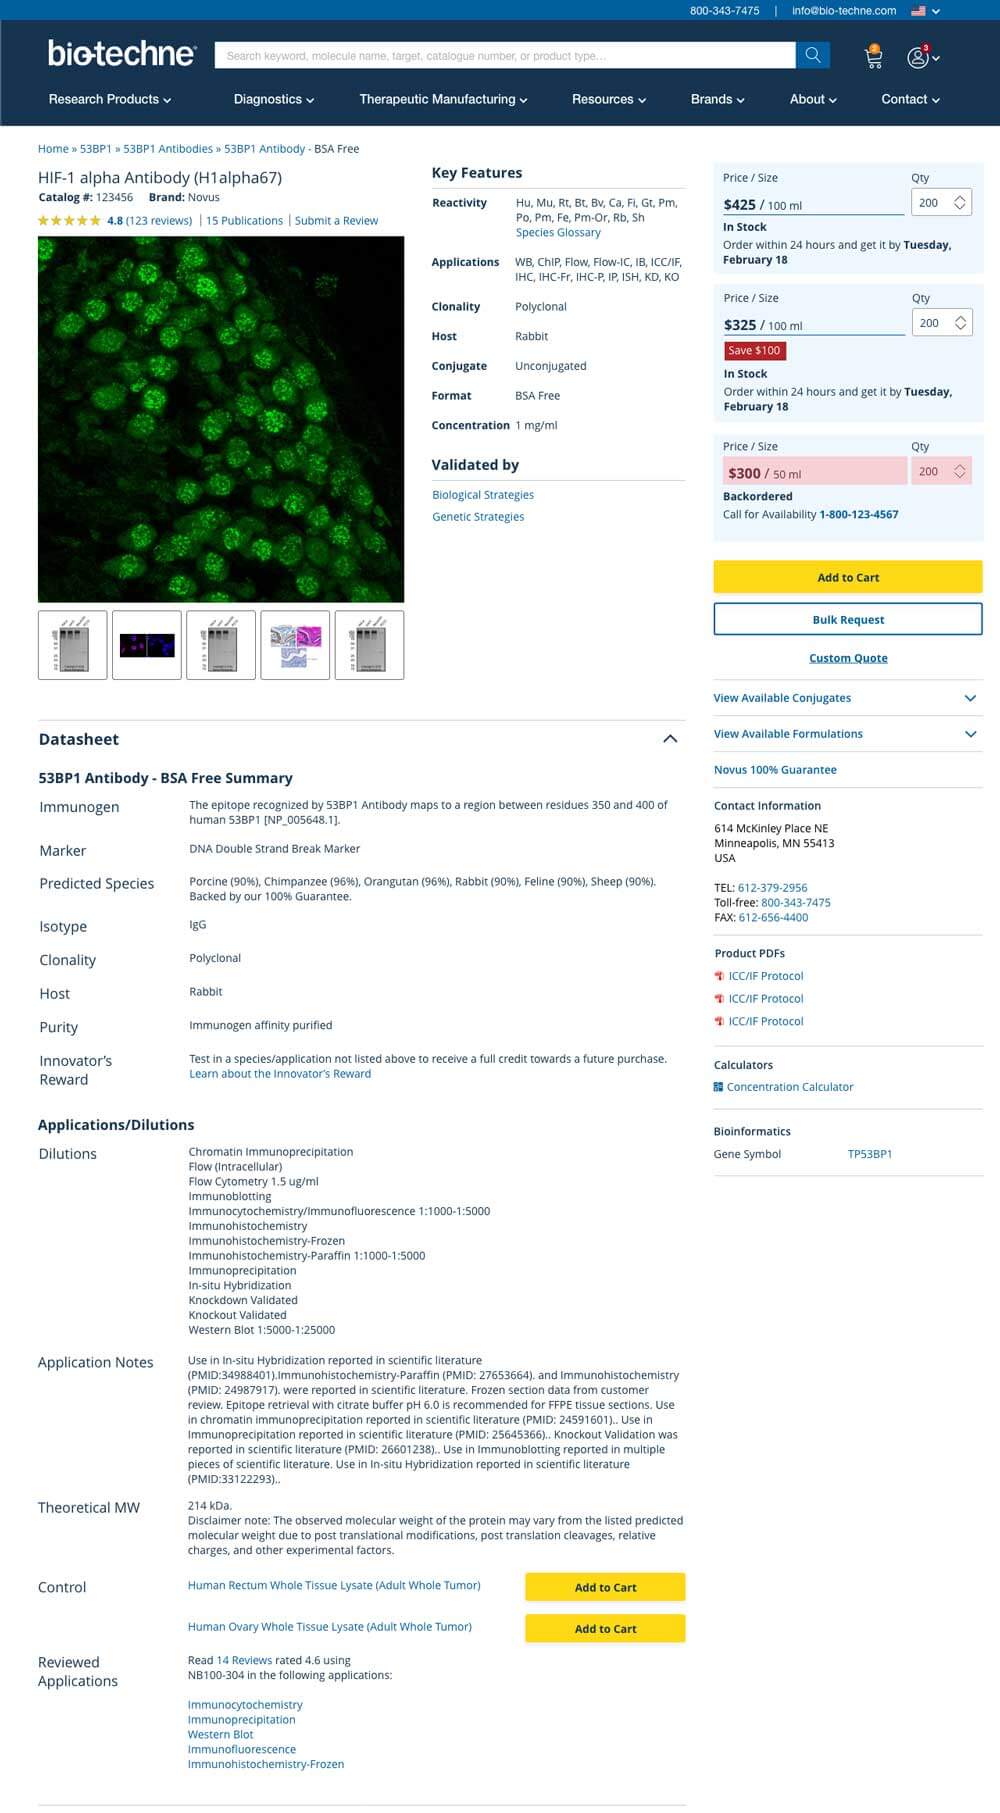 800-343-7475 | info@bio-techne.com
bio-techne
Search keyword, molecule name, target, catalogue number, or product type...
2
3
Research Products
Diagnostics
Therapeutic Manufacturing
Resources
Brands
About
Contact
Home » 53BP1 » 53BP1 Antibodies » 53BP1 Antibody - BSA Free
HIF-1 alpha Antibody (H1alpha67)
Catalog #: 123456 Brand: Novus
4.8 (123 reviews) | 15 Publications | Submit a Review
Key Features
Reactivity Hu, Mu, Rt, Bt, Bv, Ca, Fi, Gt, Pm,
Po, Pm, Fe, Pm-Or, Rb, Sh
Species Glossary
Applications WB, ChIP, Flow, Flow-IC, IB, ICC/IF,
IHC, IHC-Fr, IHC-P, IP, ISH, KD, KO
Clonality Polyclonal
Host Rabbit
Conjugate Unconjugated
Format BSA Free
Concentration 1 mg/ml
Validated by
Biological Strategies
Genetic Strategies
Price / Size Qty
$425 / 100 ml 200
In Stock
Order within 24 hours and get it by Tuesday,
February 18
Price / Size Qty
$325 / 100 ml 200
Save $100
In Stock
Order within 24 hours and get it by Tuesday,
February 18
Price / Size Qty
$300 / 50 ml 200
Backordered
Call for Availability 1-800-123-4567
Add to Cart
Bulk Request
Custom Quote
View Available Conjugates
View Available Formulations
Novus 100% Guarantee
Contact Information
614 McKinley Place NE
Minneapolis, MN 55413
USA
TEL: 612-379-2956
Toll-free: 800-343-7475
FAX: 612-656-4400
Product PDFs
ICC/IF Protocol
ICC/IF Protocol
ICC/IF Protocol
Calculators
Concentration Calculator
Bioinformatics
Gene Symbol TP53BP1
Datasheet
53BP1 Antibody - BSA Free Summary
Immunogen The epitope recognized by 53BP1 Antibody maps to a region between residues 350 and 400 of
human 53BP1 [NP_005648.1].
Marker DNA Double Strand Break Marker
Predicted Species Porcine (90%), Chimpanzee (96%), Orangutan (96%), Rabbit (90%), Feline (90%), Sheep (90%).
Backed by our 100% Guarantee.
Isotype IgG
Clonality Polyclonal
Host Rabbit
Purity Immunogen affinity purified
Innovator's
Reward
Test in a species/application not listed above to receive a full credit towards a future purchase.
Learn about the Innovator's Reward
Applications/Dilutions
Dilutions Chromatin Immunoprecipitation
Flow (Intracellular)
Flow Cytometry 1.5 ug/ml
Immunoblotting
Immunocytochemistry/Immunofluorescence 1:1000-1:5000
Immunohistochemistry
Immunohistochemistry-Frozen
Immunohistochemistry-Paraffin 1:1000-1:5000
Immunoprecipitation
In-situ Hybridization
Knockdown Validated
Knockout Validated
Western Blot 1:5000-1:25000
Application Notes Use in In-situ Hybridization reported in scientific literature
(PMID:34988401).Immunohistochemistry-Paraffin (PMID: 27653664). and Immunohistochemistry
(PMID: 24987917). were reported in scientific literature. Frozen section data from customer
review. Epitope retrieval with citrate buffer pH 6.0 is recommended for FFPE tissue sections. Use
in chromatin immunoprecipitation reported in scientific literature (PMID: 24591601).. Use in
Immunoprecipitation reported in scientific literature (PMID: 25645366).. Knockout Validation was
reported in scientific literature (PMID: 26601238).. Use in Immunoblotting reported in multiple
pieces of scientific literature. Use in In-situ Hybridization reported in scientific literature
(PMID:33122293)..
Theoretical MW 214 kDa.
Disclaimer note: The observed molecular weight of the protein may vary from the listed predicted
molecular weight due to post translational modifications, post translation cleavages, relative
charges, and other experimental factors.
Control Human Rectum Whole Tissue Lysate (Adult Whole Tumor) Add to Cart
Human Ovary Whole Tissue Lysate (Adult Whole Tumor) Add to Cart
Reviewed
Applications
Read 14 Reviews rated 4.6 using
NB100-304 in the following applications:
Immunocytochemistry
Immunoprecipitation
Western Blot
Immunofluorescence
Immunohistochemistry-Frozen